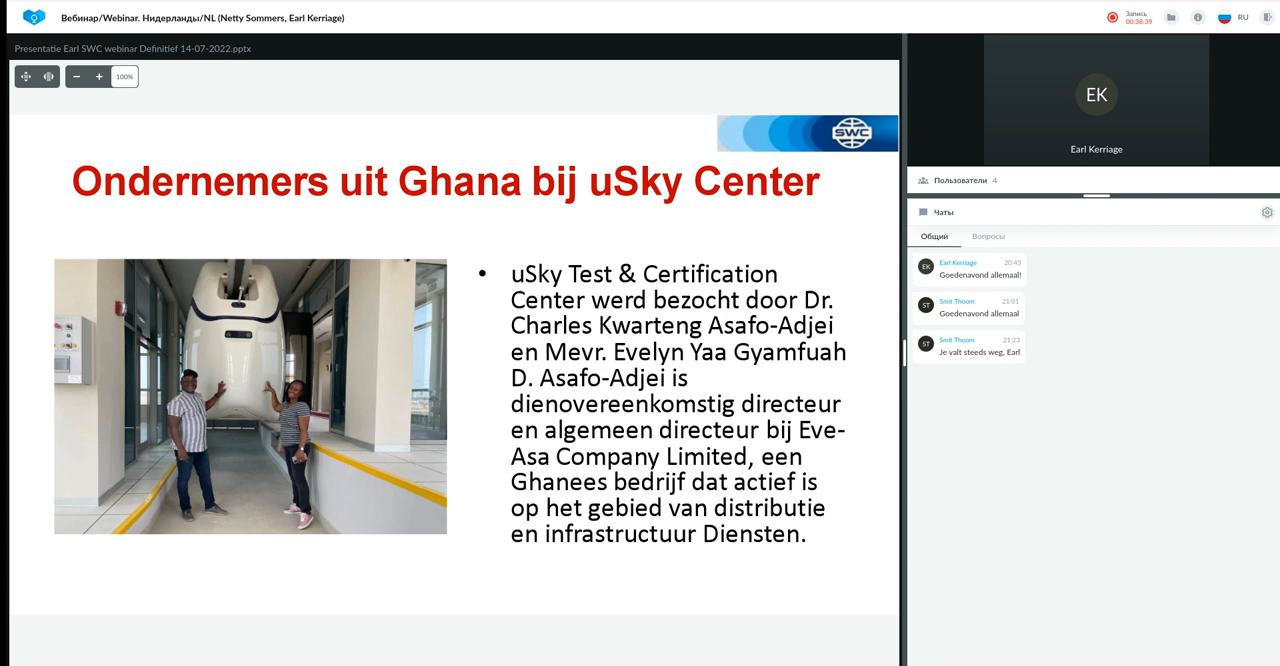 Вебинар/Webinar. Нидерланды/NL (Netty Sommers, Earl Kerriage)
Запись
00:38:39
RU
Presentatie Earl SWC webinar Definitief 14-07-2022.pptx
100%
SWC
Ondernemers uit Ghana bij uSky Center
• uSky Test & Certification
Center werd bezocht door Dr.
Charles Kwarteng Asafo-Adjei
en Mevr. Evelyn Yaa Gyamfuah
D. Asafo-Adjei is
dienovereenkomstig directeur
en algemeen directeur bij Eve-
Asa Company Limited, een
Ghanees bedrijf dat actief is
op het gebied van distributie
en infrastructuur Diensten.
EK
Earl Kerriage
Пользователи 4
Чаты
Общий Вопросы
EK Earl Kerriage 20:43
Goedenavond allemaal!
ST Smit Thoom 21:01
Goedenavond allemaal
ST Smit Thoom 21:23
Je valt steeds weg, Earl